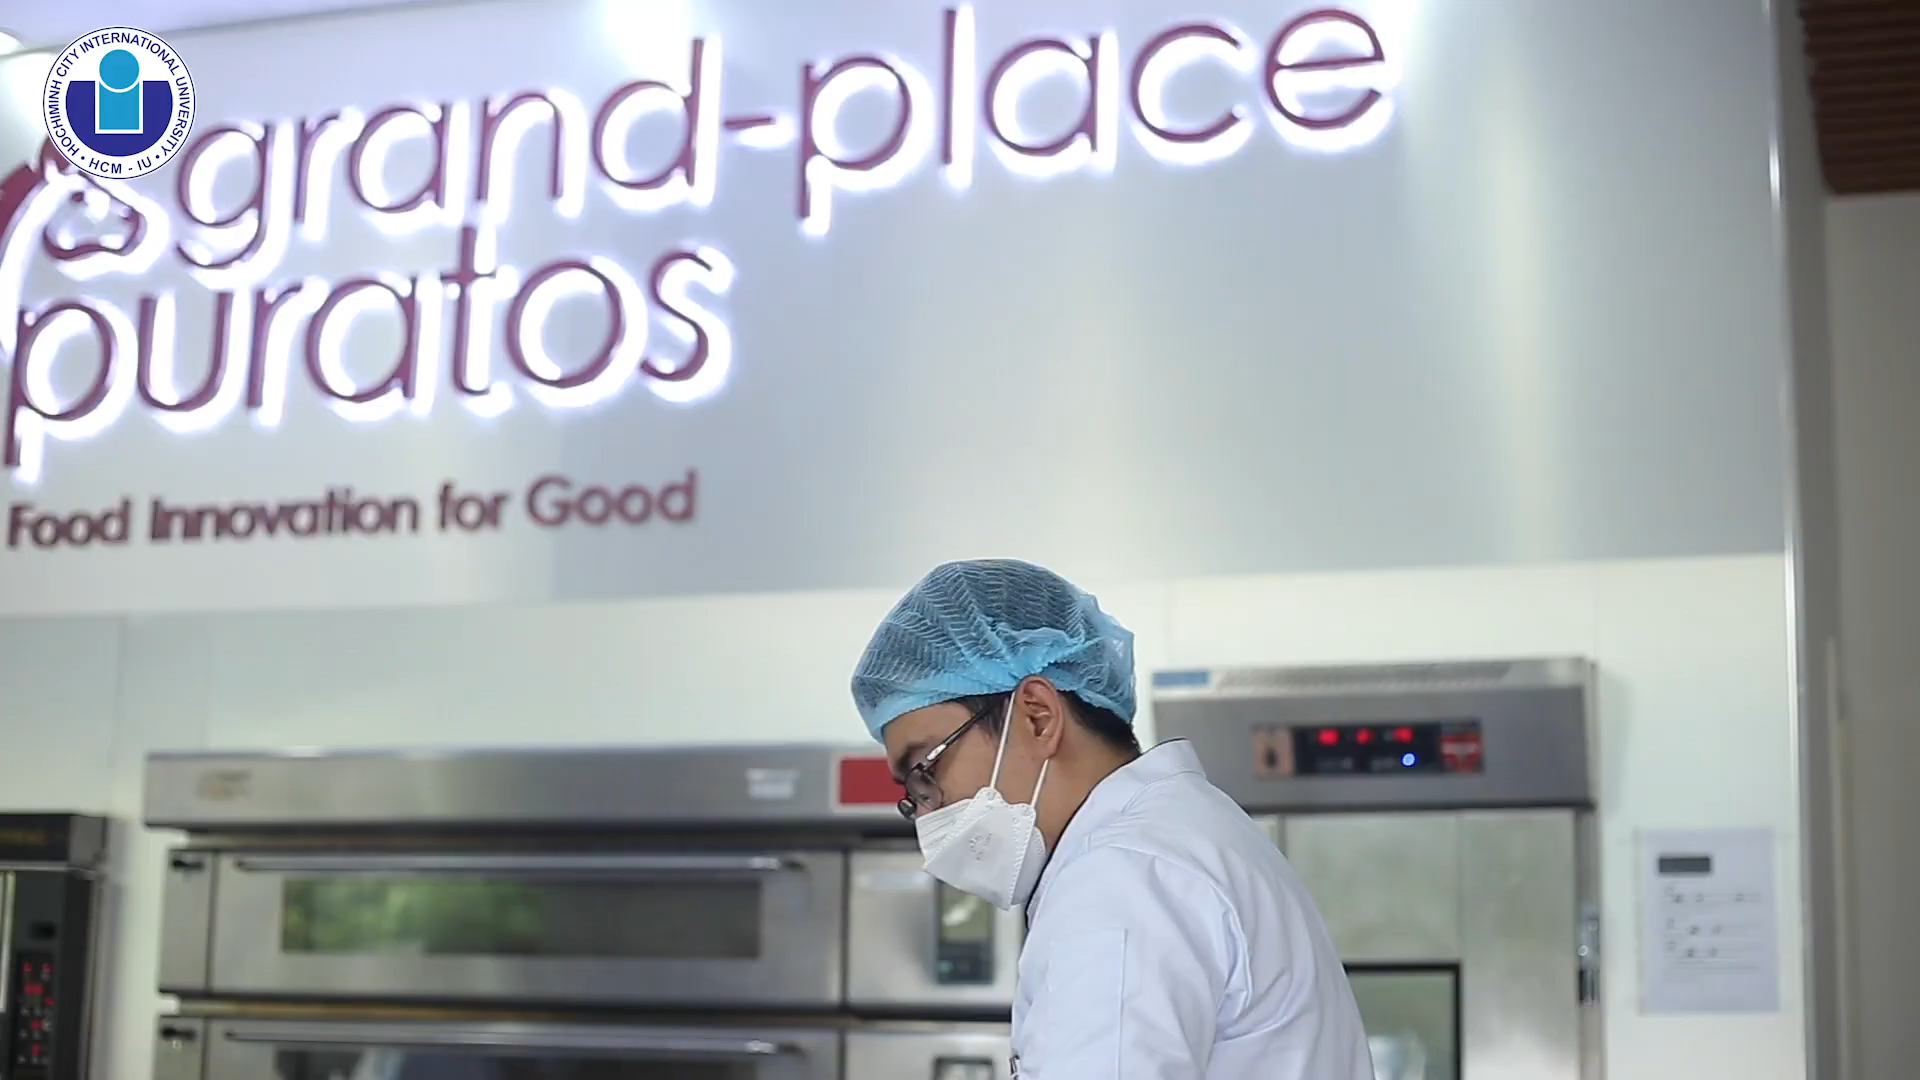 HOCHIMINH CITY INTERNATIONAL UNIVERSITY
HCM - IU
grand-place
puratos
Food Innovation for Good